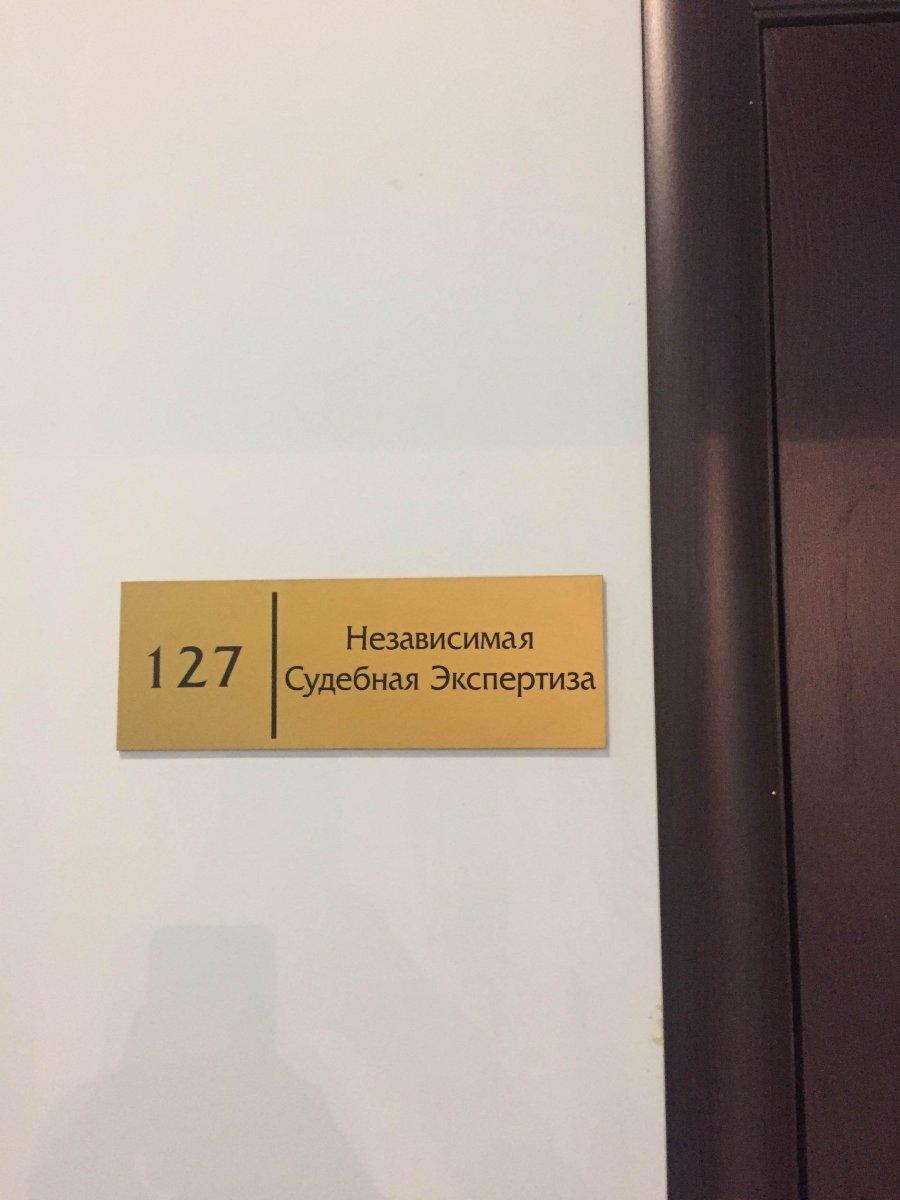 127
Независимая
Судебная Экспертиза